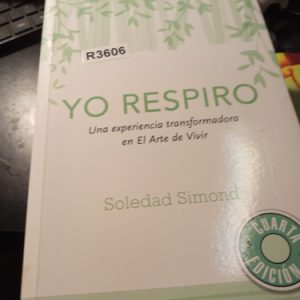 R3606
YO RESPIRO
Una experiencia transformadora
en El Arte de Vivir
Soledad Simond
CUARTA
EDICIÓN